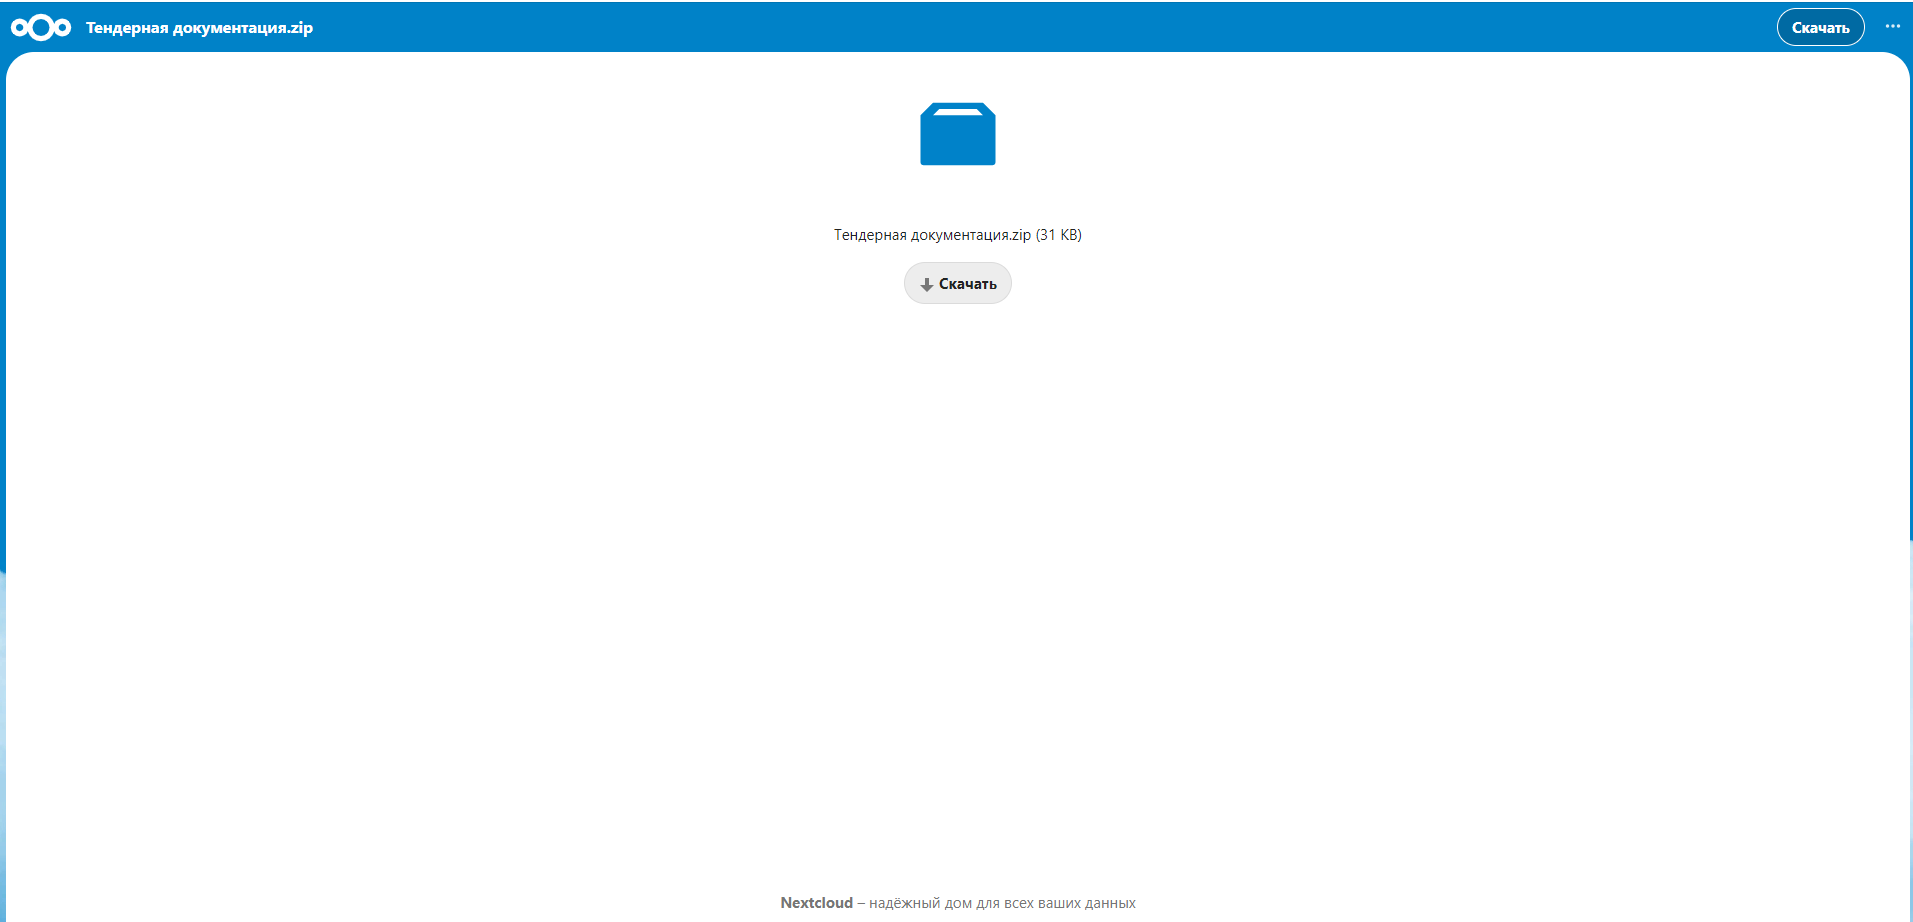 Тендерная документация.zip
Скачать
Тендерная документация.zip (31 KB)
Скачать
Nextcloud – надёжный дом для всех ваших данных